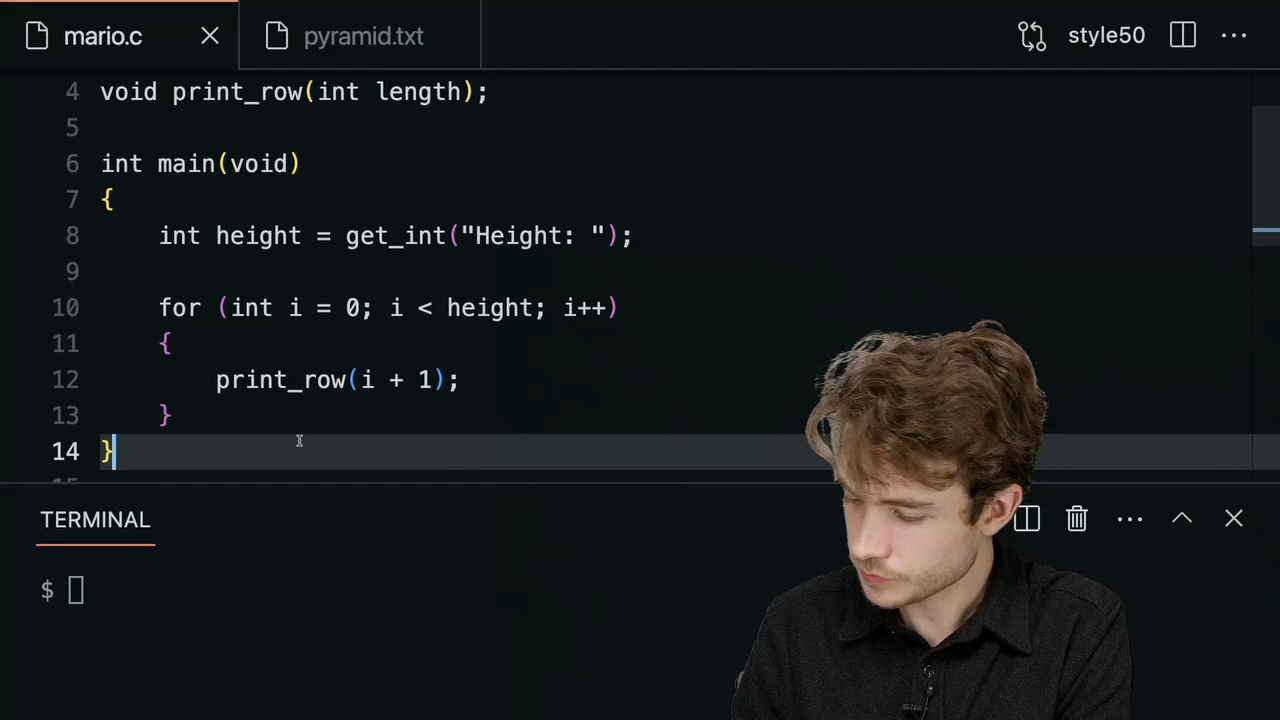 mario.c
pyramid.txt
style50
4 void print_row(int length);
5
6 int main(void)
7 {
8 int height = get_int("Height: ");
9
10 for (int i = 0; i < height; i++)
11 {
12 print_row(i + 1);
13 }
14 }
TERMINAL
$